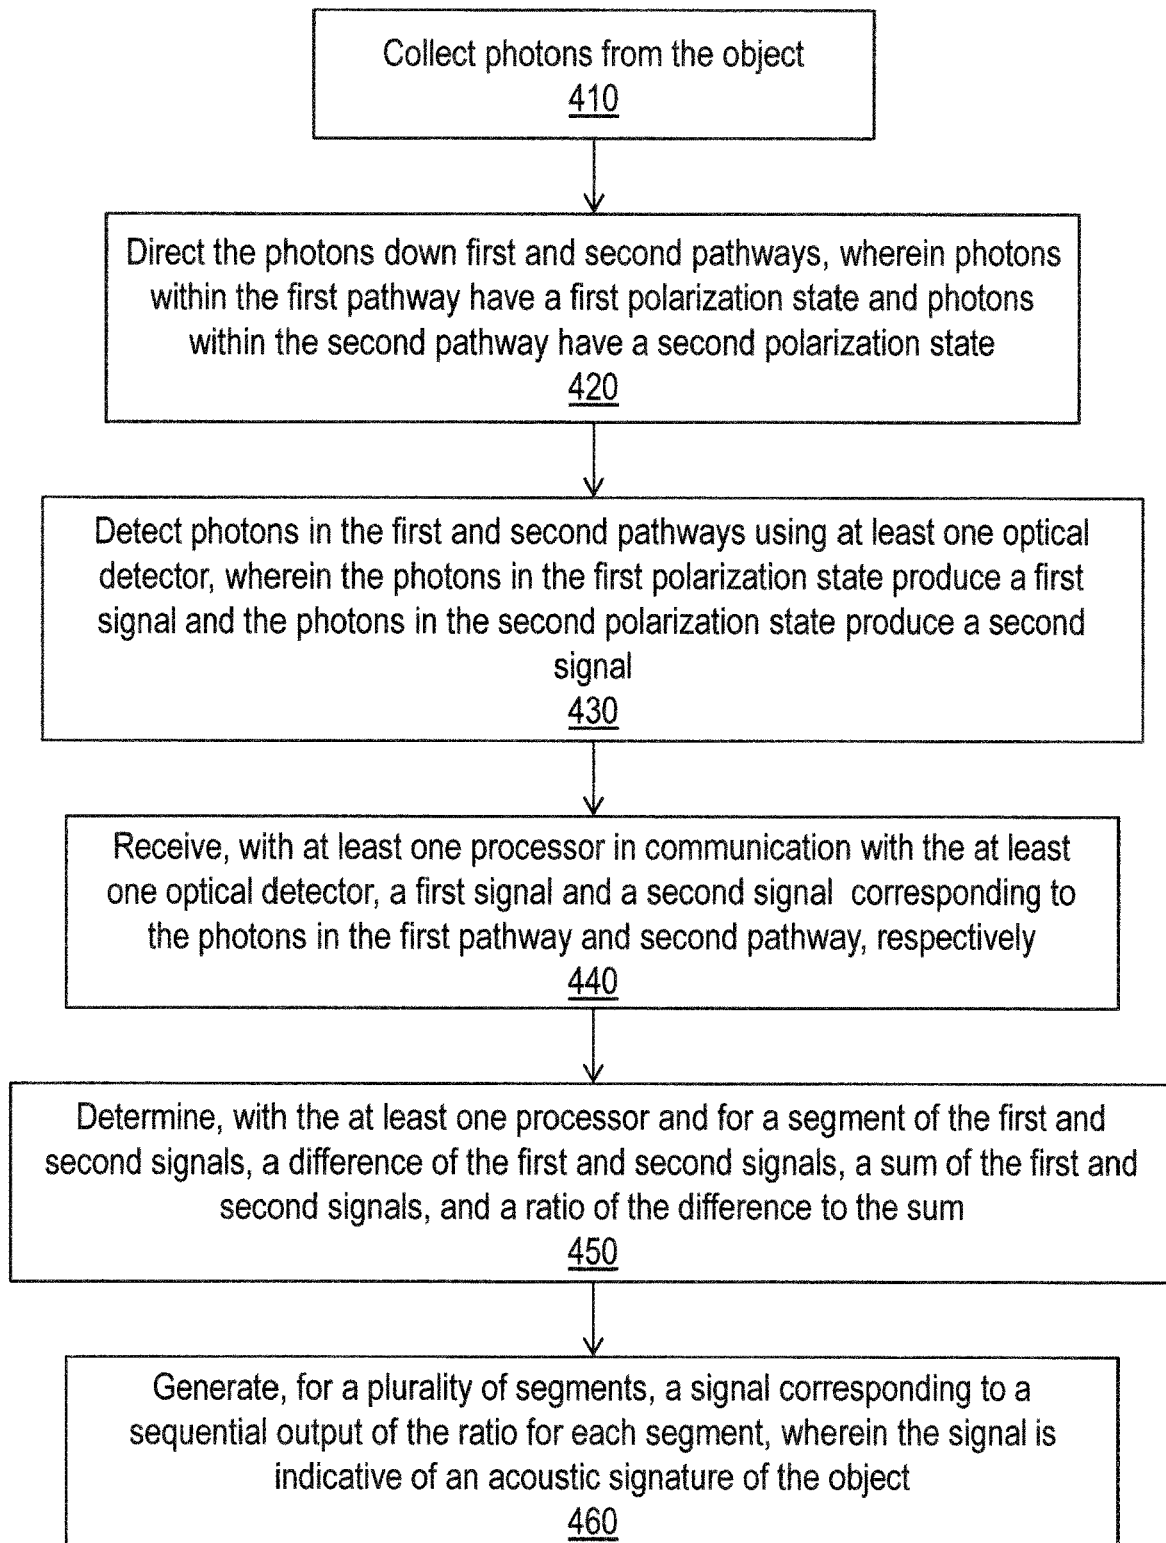 Collect photons from the object
410
Direct the photons down first and second pathways, wherein photons
within the first pathway have a first polarization state and photons
within the second pathway have a second polarization state
420
Detect photons in the first and second pathways using at least one optical
detector, wherein the photons in the first polarization state produce a first
signal and the photons in the second polarization state produce a second
signal
430
Receive, with at least one processor in communication with the at least
one optical detector, a first signal and a second signal corresponding to
the photons in the first pathway and second pathway, respectively
440
Determine, with the at least one processor and for a segment of the first and
second signals, a difference of the first and second signals, a sum of the first and
second signals, and a ratio of the difference to the sum
450
Generate, for a plurality of segments, a signal corresponding to a
sequential output of the ratio for each segment, wherein the signal is
indicative of an acoustic signature of the object
460